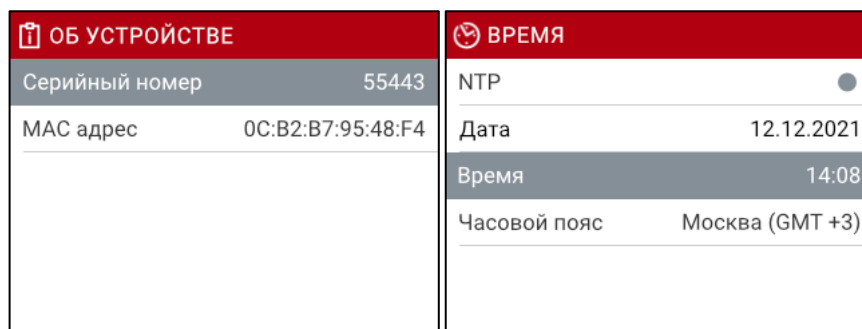 ОБ УСТРОЙСТВЕ
Серийный номер 55443
MAC адрес 0C:B2:B7:95:48:F4
ВРЕМЯ
NTP
Дата 12.12.2021
Время 14:08
Часовой пояс Москва (GMT +3)